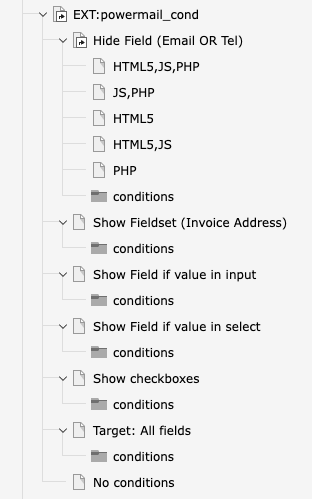 EXT:powermail_cond
Hide Field (Email OR Tel)
HTML5,JS,PHP
JS,PHP
HTML5
HTML5,JS
PHP
conditions
Show Fieldset (Invoice Address)
conditions
Show Field if value in input
conditions
Show Field if value in select
conditions
Show checkboxes
conditions
Target: All fields
conditions
No conditions